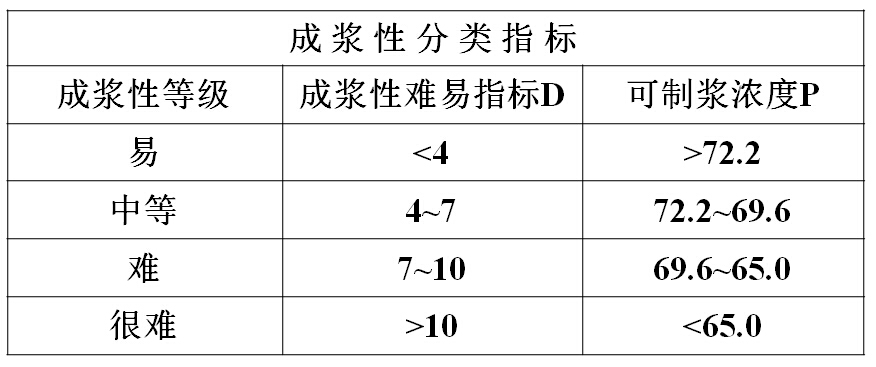 成浆性分类指标
成浆性等级 成浆性难易指标D 可制浆浓度P
易 <4 >72.2
中等 4~7 72.2~69.6
难 7~10 69.6~65.0
很难 >10 <65.0